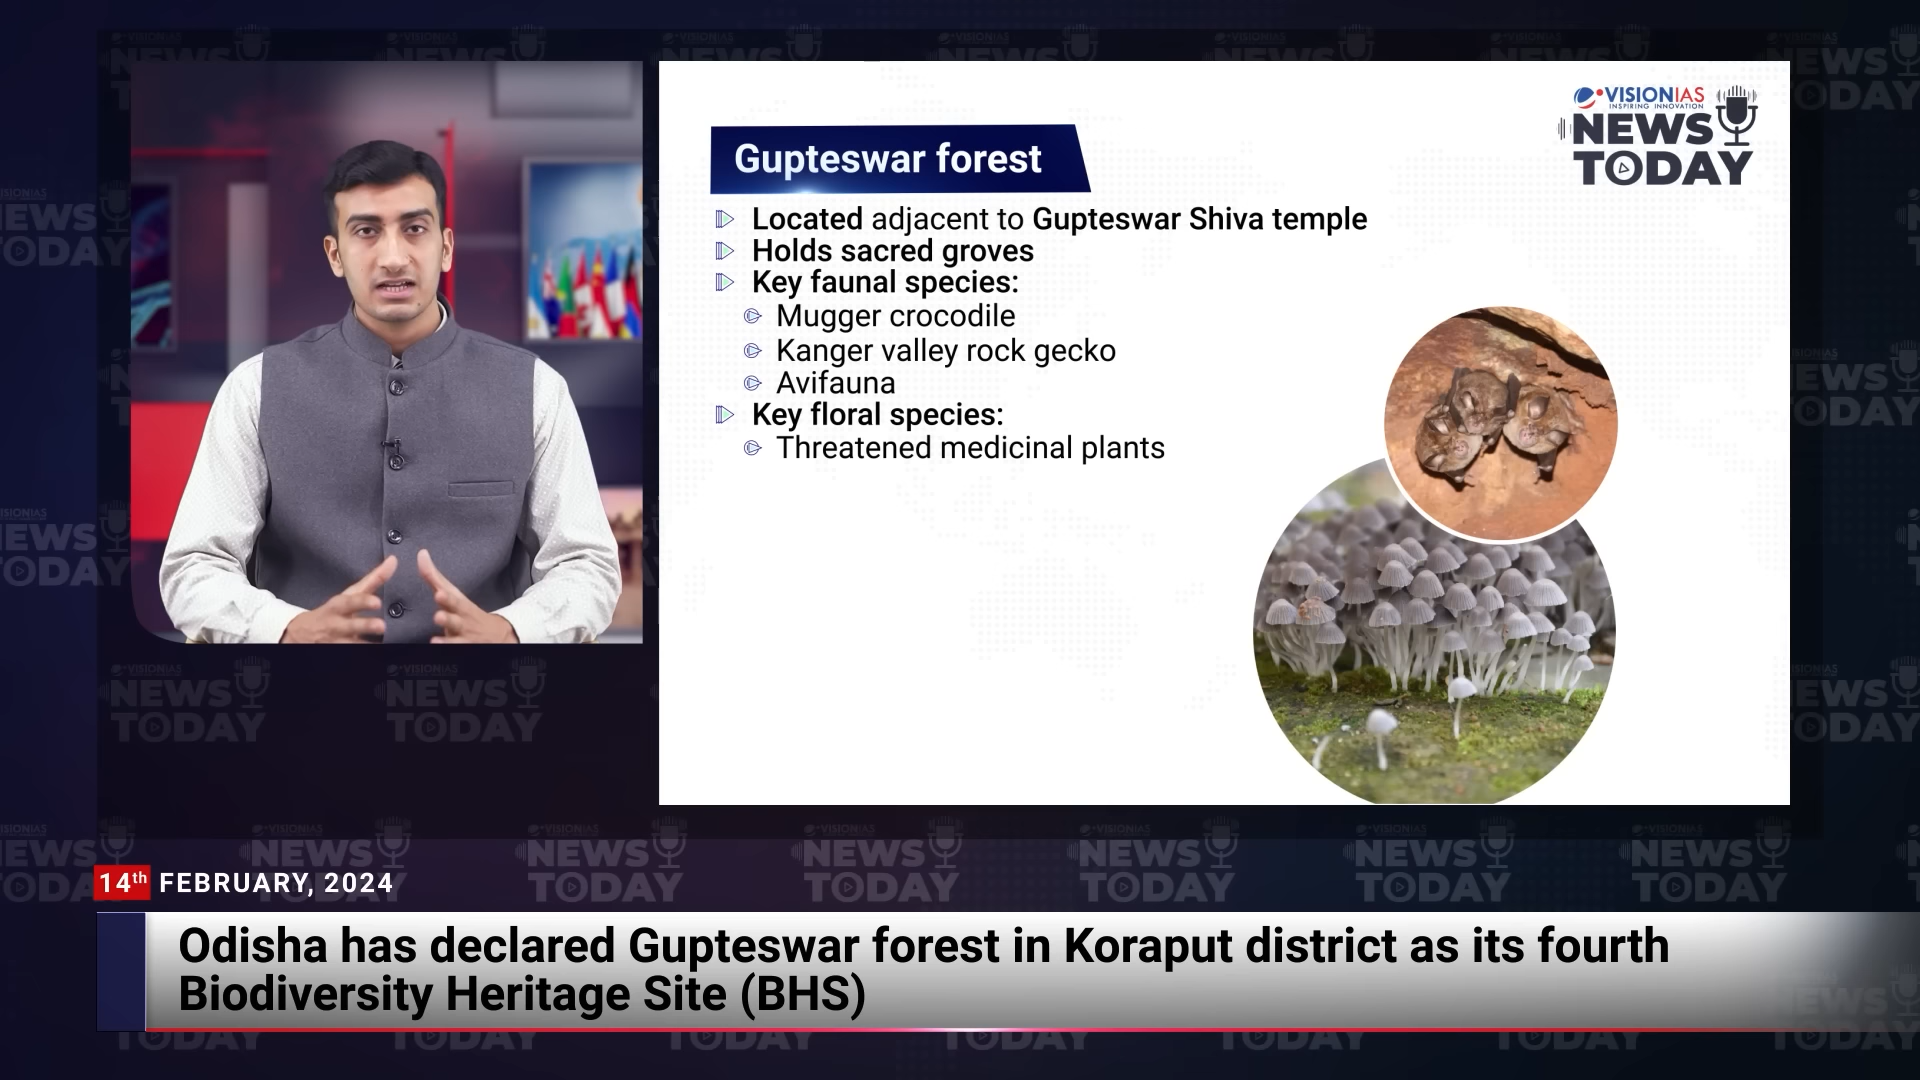 VISIONIAS
INSPIRING INNOVATION
NEWS
TODAY
Gupteswar forest
Located adjacent to Gupteswar Shiva temple
Holds sacred groves
Key faunal species:
Mugger crocodile
Kanger valley rock gecko
Avifauna
Key floral species:
Threatened medicinal plants
14th FEBRUARY, 2024
Odisha has declared Gupteswar forest in Koraput district as its fourth
Biodiversity Heritage Site (BHS)